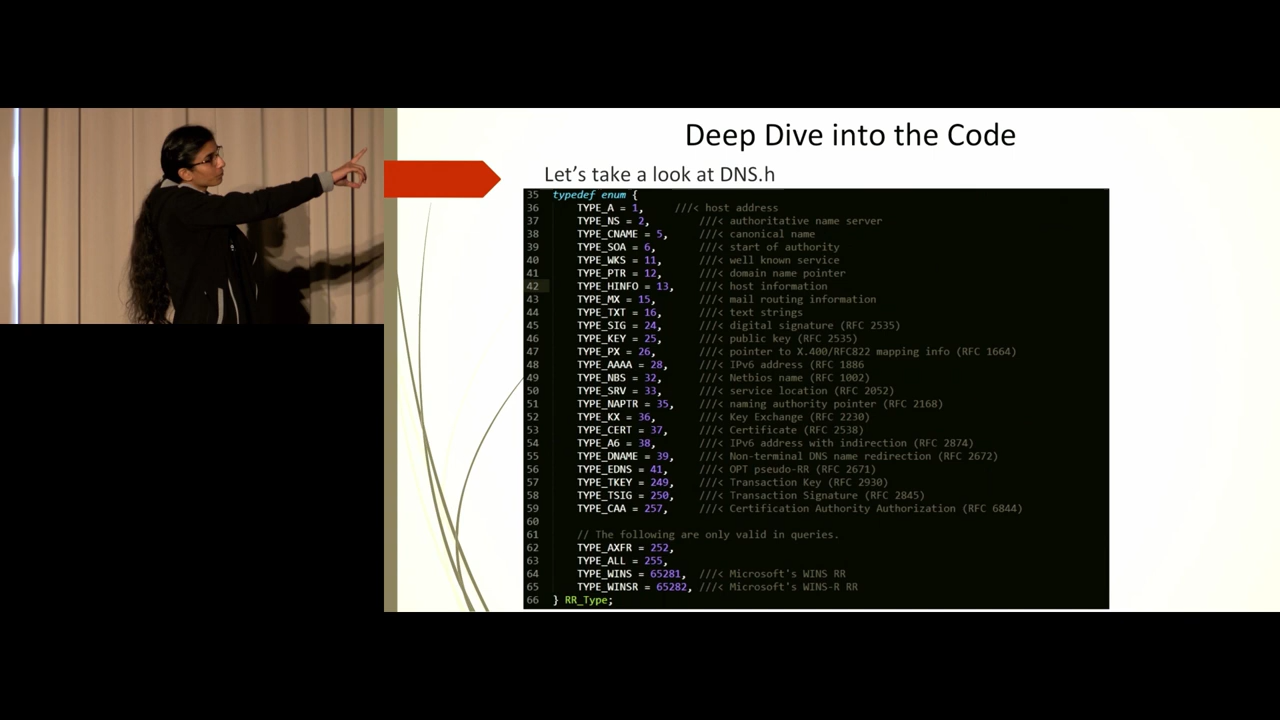 Deep Dive into the Code
Let's take a look at DNS.h
35 typedef enum {
36 TYPE_A = 1, ///< host address
37 TYPE_NS = 2, ///< authoritative name server
38 TYPE_CNAME = 5, ///< canonical name
39 TYPE_SOA = 6, ///< start of authority
40 TYPE_WKS = 11, ///< well known service
41 TYPE_PTR = 12, ///< domain name pointer
42 TYPE_HINFO = 13, ///< host information
43 TYPE_MX = 15, ///< mail routing information
44 TYPE_TXT = 16, ///< text strings
45 TYPE_SIG = 24, ///< digital signature (RFC 2535)
46 TYPE_KEY = 25, ///< public key (RFC 2535)
47 TYPE_PX = 26, ///< pointer to X.400/RFC822 mapping info (RFC 1664)
48 TYPE_AAAA = 28, ///< IPv6 address (RFC 1886
49 TYPE_NBS = 32, ///< Netbios name (RFC 1002)
50 TYPE_SRV = 33, ///< service location (RFC 2052)
51 TYPE_NAPTR = 35, ///< naming authority pointer (RFC 2168)
52 TYPE_KX = 36, ///< Key Exchange (RFC 2230)
53 TYPE_CERT = 37, ///< Certificate (RFC 2538)
54 TYPE_A6 = 38, ///< IPv6 address with indirection (RFC 2874)
55 TYPE_DNAME = 39, ///< Non-terminal DNS name redirection (RFC 2672)
56 TYPE_EDNS = 41, ///< OPT pseudo-RR (RFC 2671)
57 TYPE_TKEY = 249, ///< Transaction Key (RFC 2930)
58 TYPE_TSIG = 250, ///< Transaction Signature (RFC 2845)
59 TYPE_CAA = 257, ///< Certification Authority Authorization (RFC 6844)
60
61 // The following are only valid in queries.
62 TYPE_AXFR = 252,
63 TYPE_ALL = 255,
64 TYPE_WINS = 65281, ///< Microsoft's WINS RR
65 TYPE_WINSR = 65282, ///< Microsoft's WINS-R RR
66 } RR_Type;